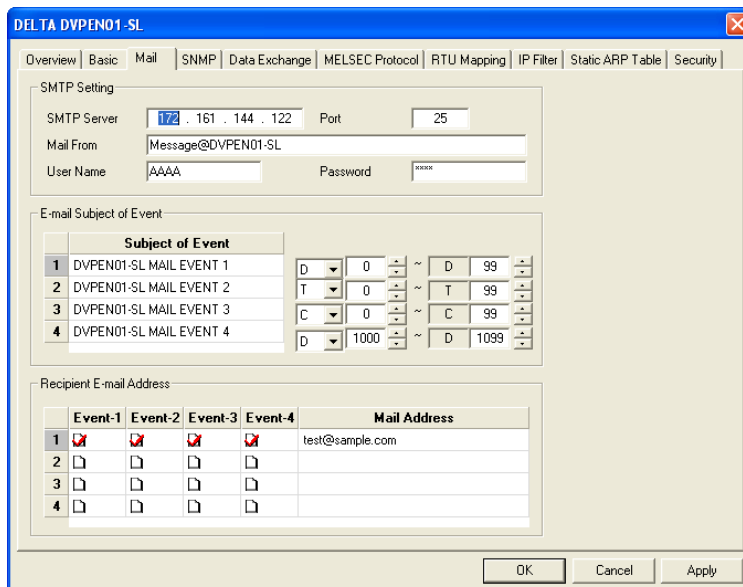 DELTA DVPEN01-SL
Overview Basic Mail SNMP Data Exchange MELSEC Protocol RTU Mapping IP Filter Static ARP Table Security
SMTP Setting
SMTP Server 172 . 161 . 144 . 122 Port 25
Mail From Message@DVPEN01-SL
User Name AAAA Password ****
E-mail Subject of Event
Subject of Event
1 DVPEN01-SL MAIL EVENT 1 D 0 ~ D 99
2 DVPEN01-SL MAIL EVENT 2 T 0 ~ T 99
3 DVPEN01-SL MAIL EVENT 3 C 0 ~ C 99
4 DVPEN01-SL MAIL EVENT 4 D 1000 ~ D 1099
Recipient E-mail Address
Event-1 Event-2 Event-3 Event-4 Mail Address
1 test@sample.com
2
3
4
OK Cancel Apply